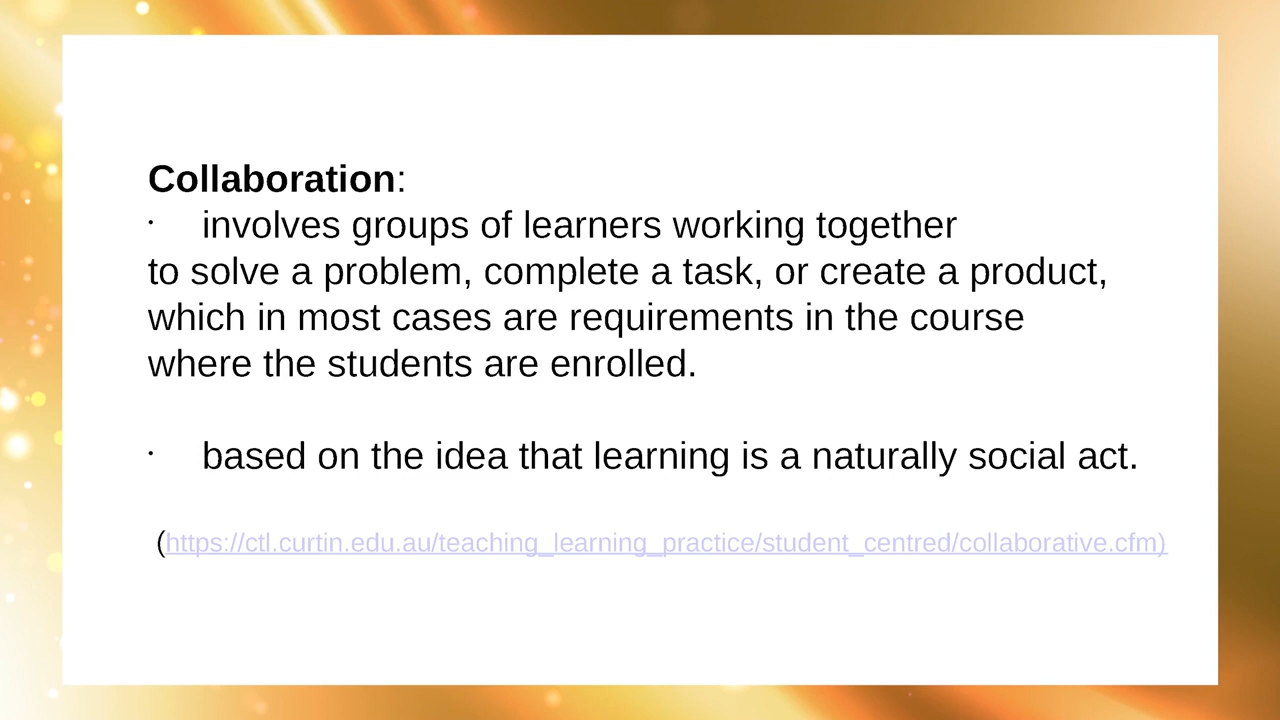 Collaboration:
· involves groups of learners working together
to solve a problem, complete a task, or create a product,
which in most cases are requirements in the course
where the students are enrolled.
· based on the idea that learning is a naturally social act.
(https://ctl.curtin.edu.au/teaching_learning_practice/student_centred/collaborative.cfm)